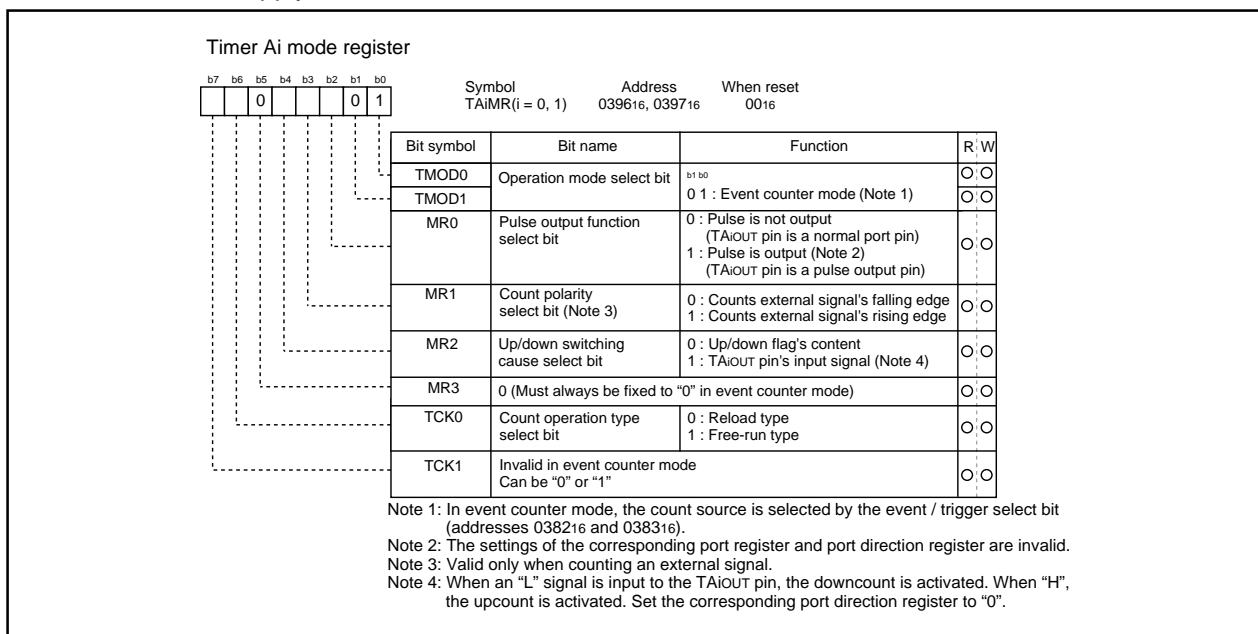 Timer Ai mode register
b7 b6 b5 b4 b3 b2 b1 b0
0 0 1
Symbol Address When reset
TAiMR(i = 0, 1) 039616, 039716 0016
Bit symbol Bit name Function R W
TMOD0 Operation mode select bit b1 b0
TMOD1 0 1 : Event counter mode (Note 1)
MR0 Pulse output function 0 : Pulse is not output
select bit (TAiOUT pin is a normal port pin)
1 : Pulse is output (Note 2)
(TAiOUT pin is a pulse output pin)
MR1 Count polarity 0 : Counts external signal's falling edge
select bit (Note 3) 1 : Counts external signal's rising edge
MR2 Up/down switching 0 : Up/down flag's content
cause select bit 1 : TAiOUT pin's input signal (Note 4)
MR3 0 (Must always be fixed to “0” in event counter mode)
TCK0 Count operation type 0 : Reload type
select bit 1 : Free-run type
TCK1 Invalid in event counter mode
Can be “0” or “1”
Note 1: In event counter mode, the count source is selected by the event / trigger select bit
(addresses 038216 and 038316).
Note 2: The settings of the corresponding port register and port direction register are invalid.
Note 3: Valid only when counting an external signal.
Note 4: When an “L” signal is input to the TAiOUT pin, the downcount is activated. When “H”,
the upcount is activated. Set the corresponding port direction register to “0”.